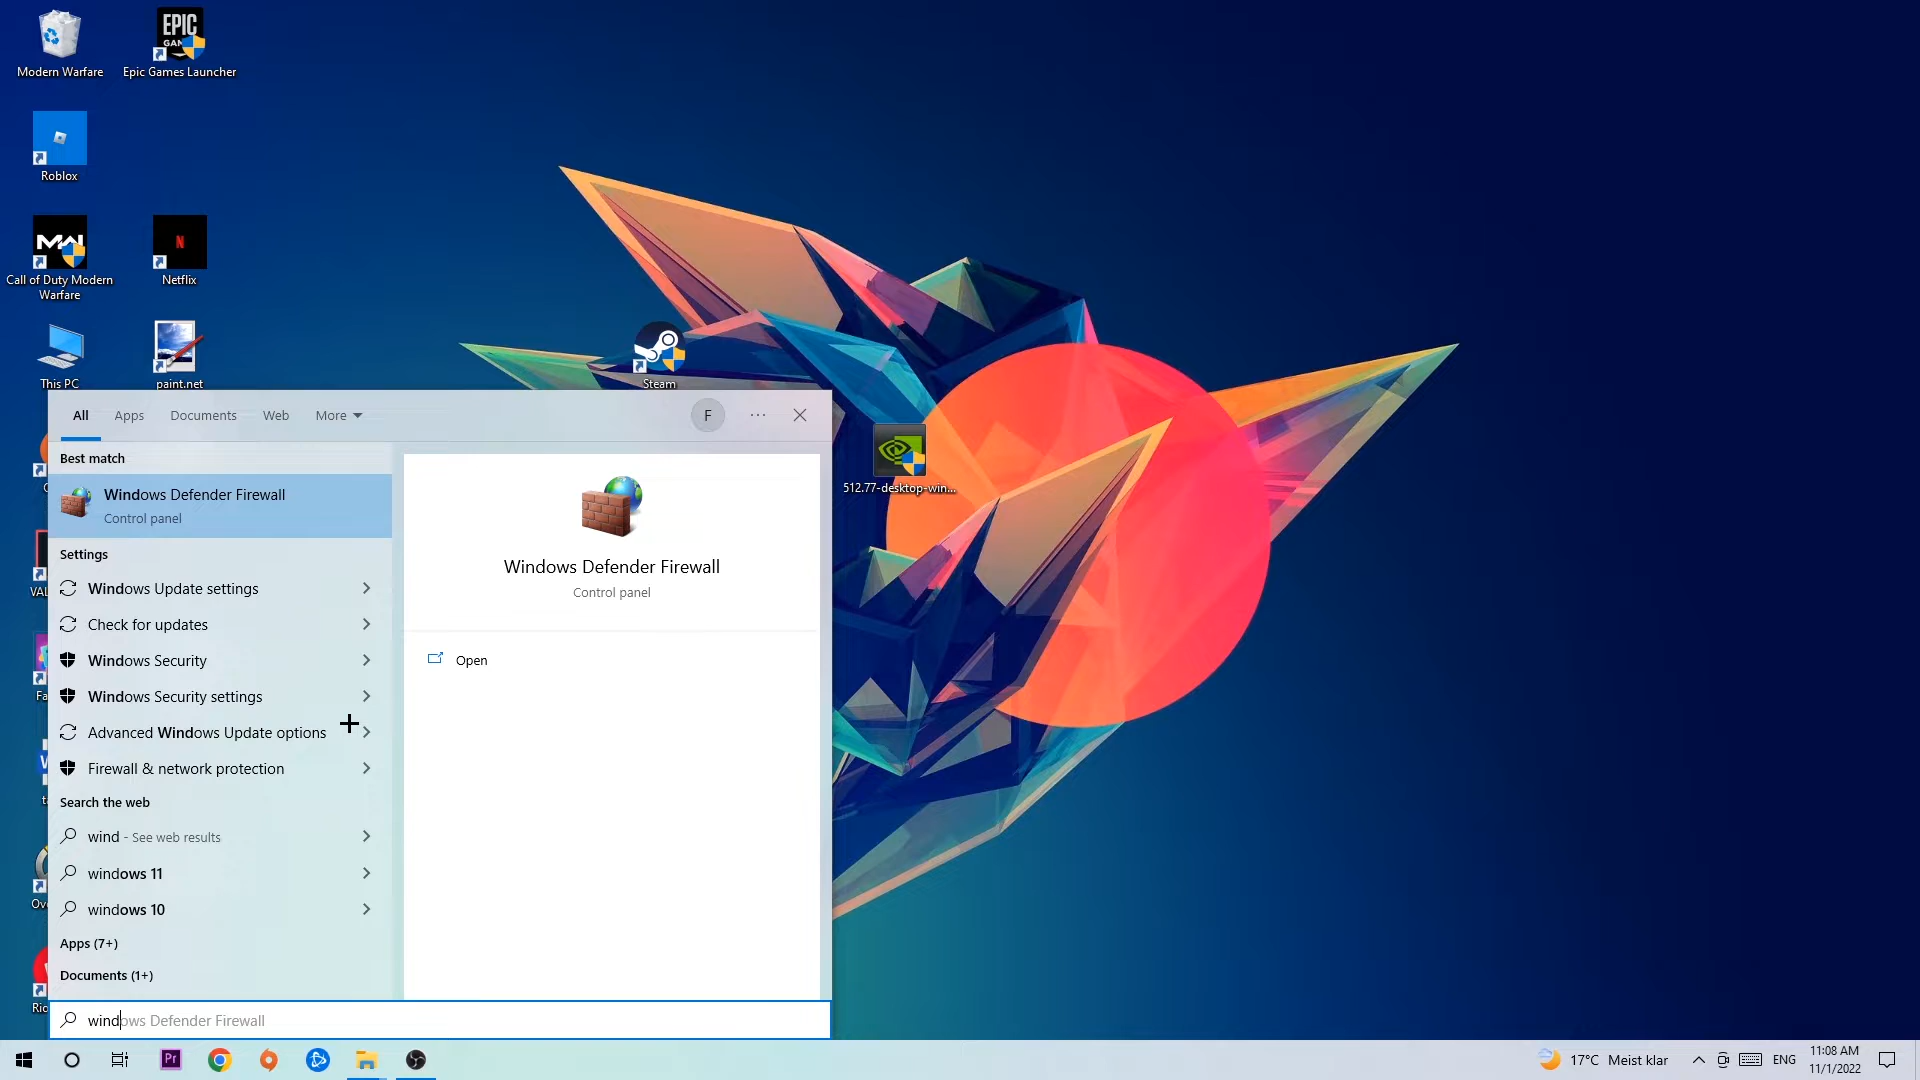 Modern Warfare
EPIC
GAMES
Epic Games Launcher
Roblox
MW
Call of Duty Modern
Warfare
N
Netflix
This PC
paint.net
Steam
512.77-desktop-win...
All
Apps
Documents
Web
More
F
Best match
Windows Defender Firewall
Control panel
Settings
Windows Update settings
Check for updates
Windows Security
Windows Security settings
Advanced Windows Update options
Firewall & network protection
Search the web
wind - See web results
windows 11
windows 10
Apps (7+)
Documents (1+)
Windows Defender Firewall
Control panel
Open
windows Defender Firewall
Pr
17°C Meist klar
ENG
11:08 AM
11/1/2022